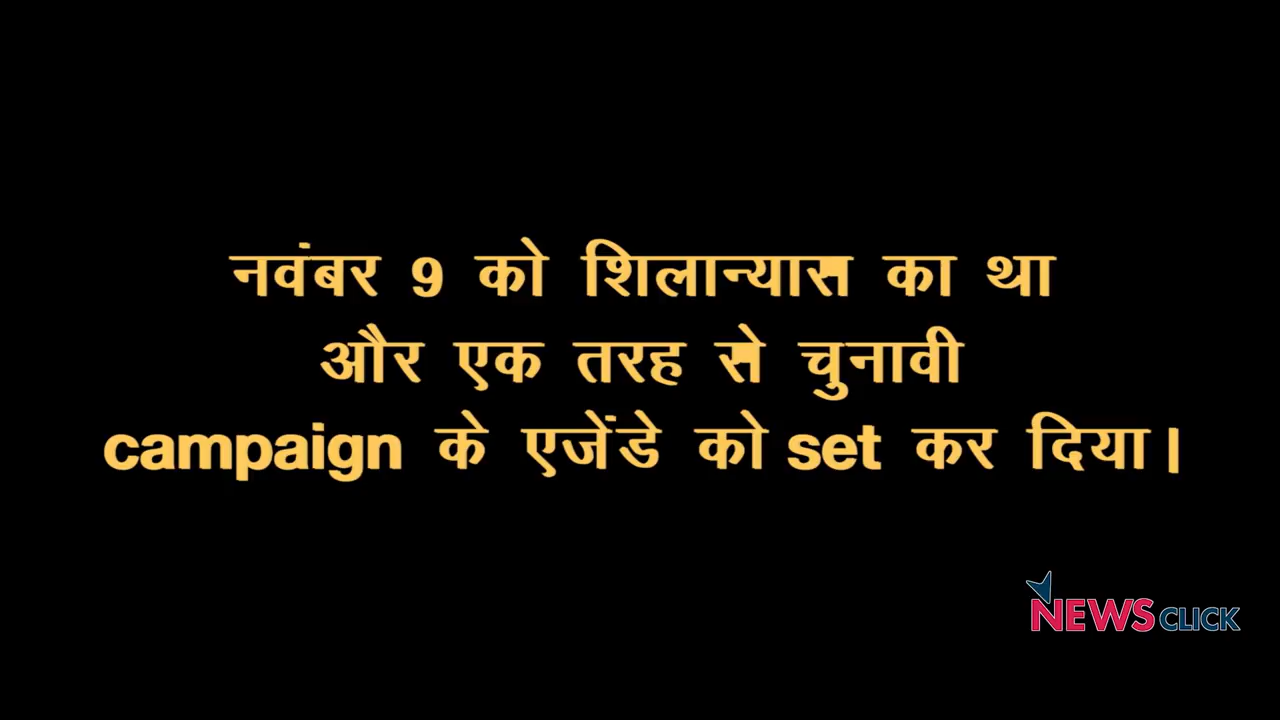 नवंबर 9 को शिलान्यास का था
और एक तरह से चुनावी
campaign के एजेंडे को set कर दिया।
NEWSCLICK